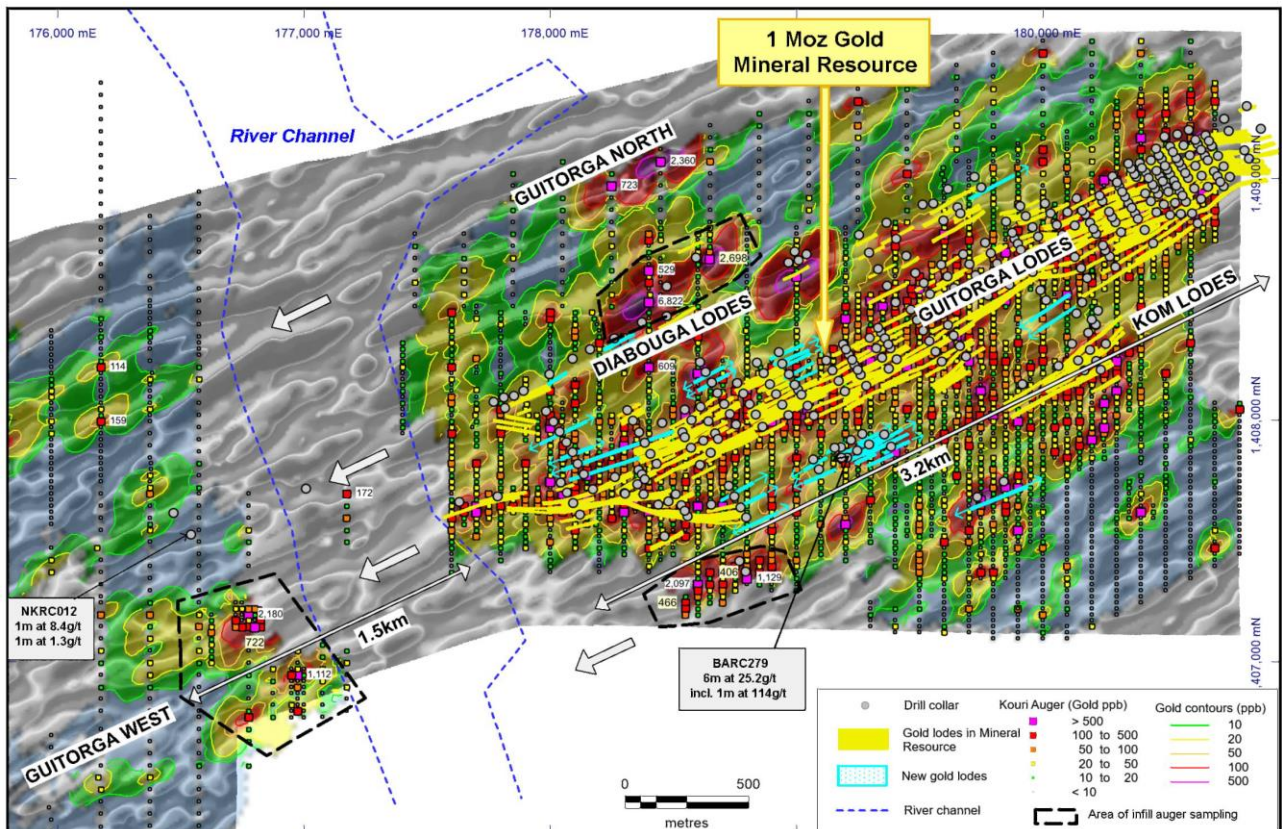 176,000 mE
177,000 mE
178,000 mE
180,000 mE
1 Moz Gold
Mineral Resource
River Channel
GUITORGA NORTH
2,360
723
1,409,000 mN
529
2,698
6,822
DIABOUGA LODES
GUITORGA LODES
KOM LODES
609
114
159
1,408,000 mN
3.2km
172
NKRC012
1m at 8.4g/t
1m at 1.3g/t
2,180
722
1,112
1.5km
2,097
406
1,129
466
BARC279
6m at 25.2g/t
incl. 1m at 114g/t
,407,000 mN
GUITORGA WEST
0
500
metres
Drill collar
Gold lodes in Mineral
Resource
New gold lodes
River channel
Kouri Auger (Gold ppb)
> 500
100 to 500
50 to 100
20 to 50
10 to 20
< 10
Gold contours (ppb)
10
20
50
100
500
Area of infill auger sampling